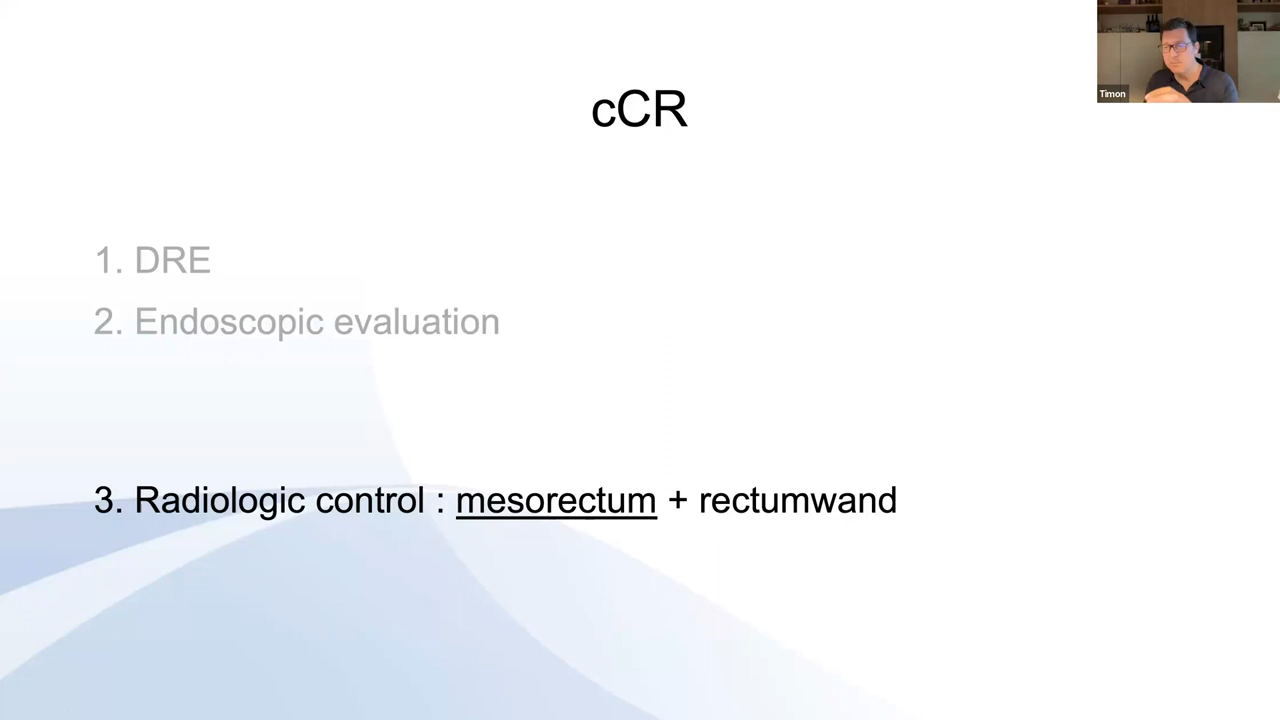 Timon
cCR
1. DRE
2. Endoscopic evaluation
3. Radiologic control : mesorectum + rectumwand